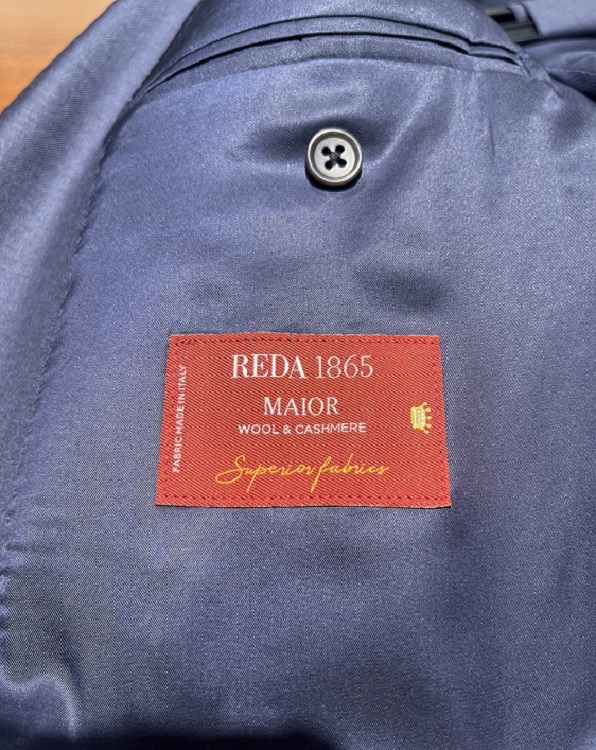 REDA 1865
MAIOR
WOOL & CASHMERE
Superior fabrics
FABRIC MADE IN ITALY